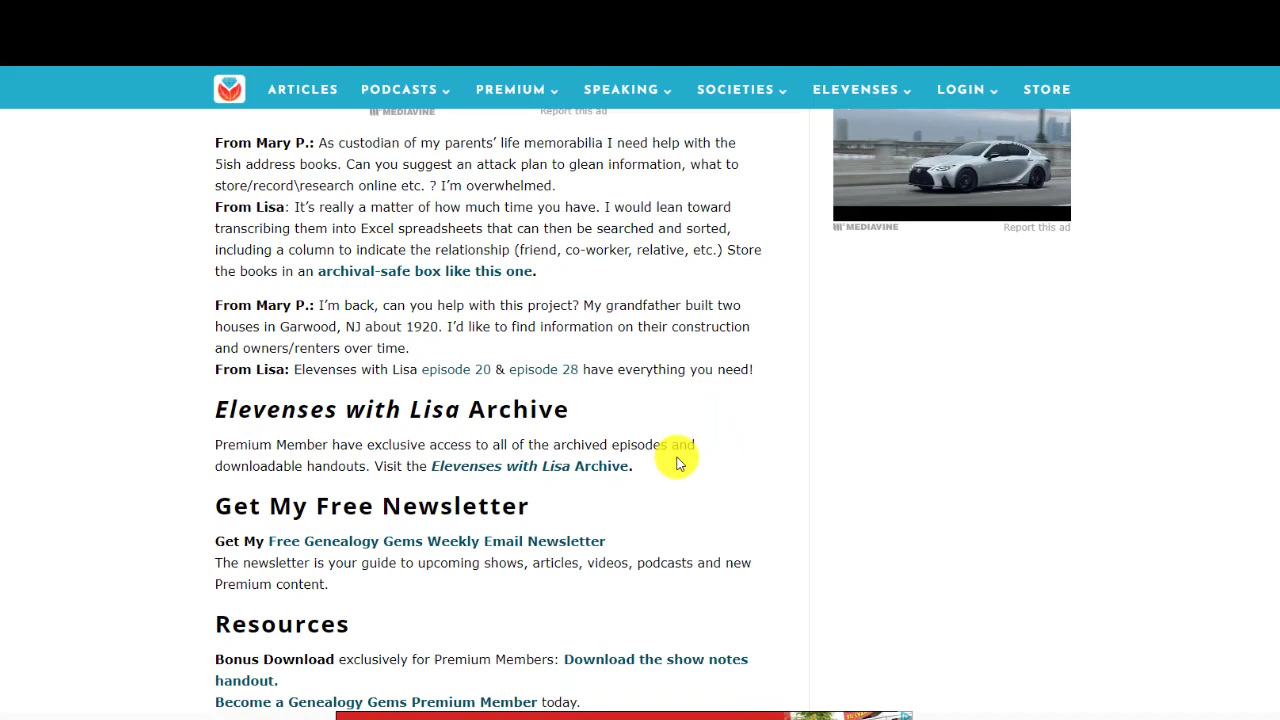 ARTICLES PODCASTS PREMIUM SPEAKING SOCIETIES ELEVENSES LOGIN STORE
MEDIAVINE Report this ad
From Mary P.: As custodian of my parents’ life memorabilia I need help with the
5ish address books. Can you suggest an attack plan to glean information, what to
store/record\research online etc. ? I’m overwhelmed.
From Lisa: It’s really a matter of how much time you have. I would lean toward
transcribing them into Excel spreadsheets that can then be searched and sorted,
including a column to indicate the relationship (friend, co-worker, relative, etc.) Store
the books in an archival-safe box like this one.
From Mary P.: I’m back, can you help with this project? My grandfather built two
houses in Garwood, NJ about 1920. I’d like to find information on their construction
and owners/renters over time.
From Lisa: Elevenses with Lisa episode 20 & episode 28 have everything you need!
Elevenses with Lisa Archive
Premium Member have exclusive access to all of the archived episodes and
downloadable handouts. Visit the Elevenses with Lisa Archive.
Get My Free Newsletter
Get My Free Genealogy Gems Weekly Email Newsletter
The newsletter is your guide to upcoming shows, articles, videos, podcasts and new
Premium content.
Resources
Bonus Download exclusively for Premium Members: Download the show notes
handout.
Become a Genealogy Gems Premium Member today.
MEDIAVINE Report this ad